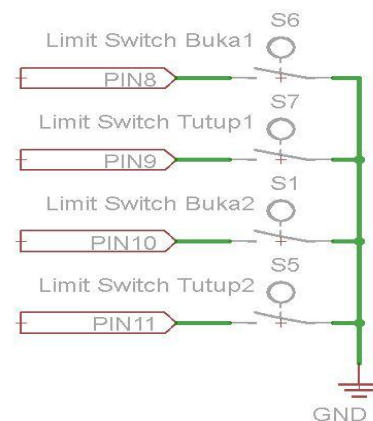 S6
Limit Switch Buka1
PIN8
S7
Limit Switch Tutup1
PIN9
S1
Limit Switch Buka2
PIN10
S5
Limit Switch Tutup2
PIN11
GND